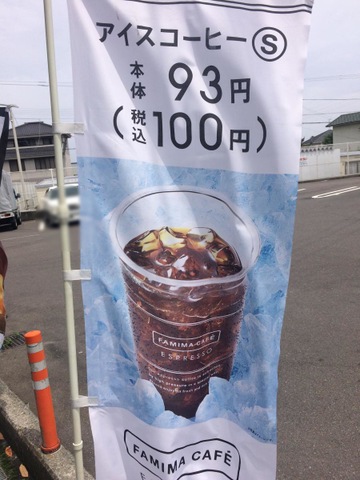 アイスコーヒー Ⓢ
本体 93円
(税込 100円)
FAMIMA CAFÉ
ESPRESSO
FAMIMA CAFÉ